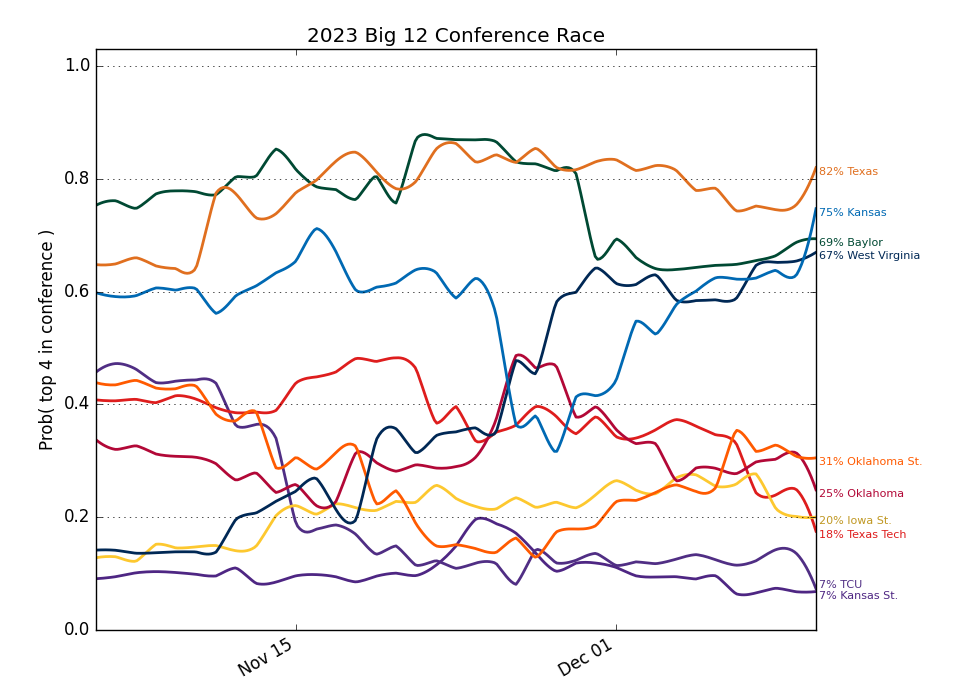 2023 Big 12 Conference Race
Prob( top 4 in conference )
1.0
0.8
0.6
0.4
0.2
0.0
Nov 15
Dec 01
82% Texas
75% Kansas
69% Baylor
67% West Virginia
31% Oklahoma St.
25% Oklahoma
20% Iowa St.
18% Texas Tech
7% TCU
7% Kansas St.